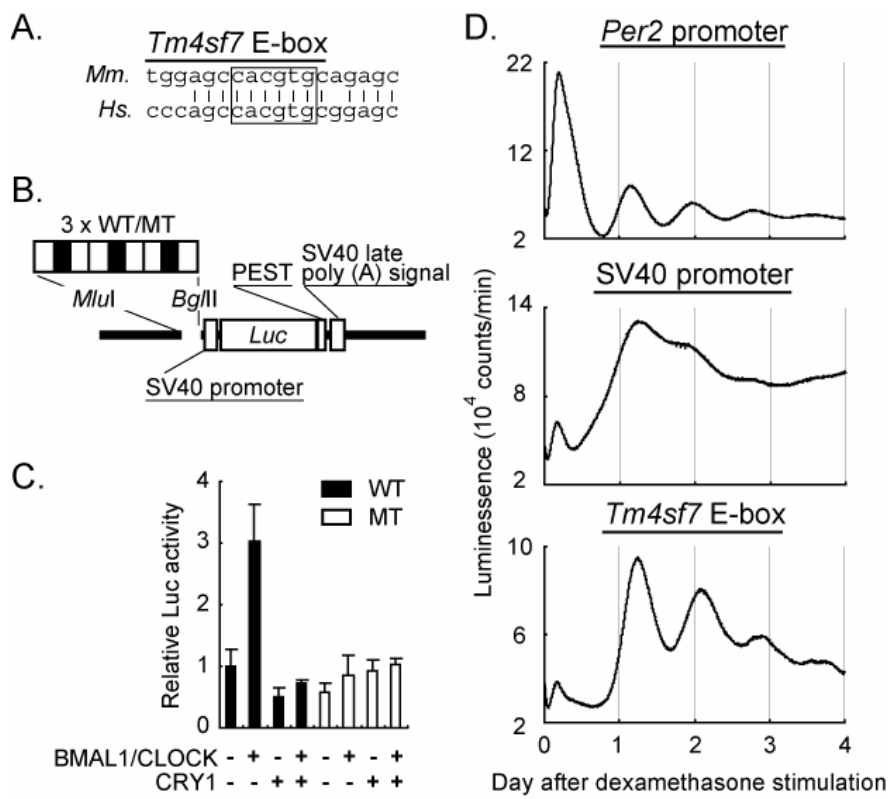 A.
Tm4sf7 E-box
Mm. tggagccacgtgcagagc
Hs. cccagccacgtgcggagc
B.
3 x WT/MT
MluI
BglII
PEST
SV40 late
poly (A) signal
Luc
SV40 promoter
C.
Relative Luc activity
4
3
2
1
0
WT
MT
BMAL1/CLOCK - + - + - + - +
CRY1 - - + + - - + +
D.
Luminessence (10⁴ counts/min)
Per2 promoter
22
12
2
SV40 promoter
14
8
2
Tm4sf7 E-box
10
6
2
0 1 2 3 4
Day after dexamethasone stimulation